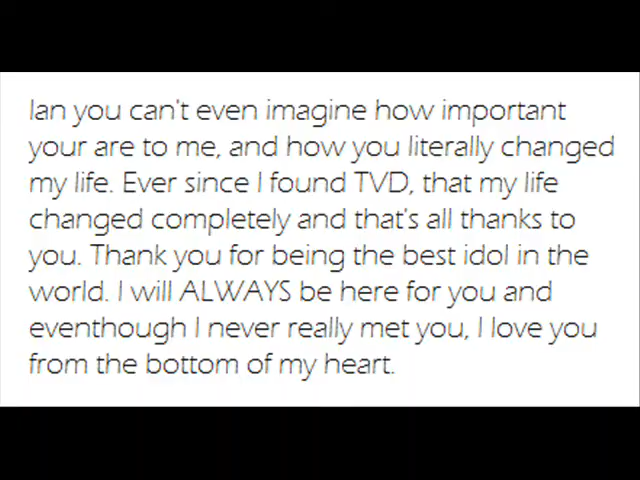 Ian you can't even imagine how important
your are to me, and how you literally changed
my life. Ever since I found TVD, that my life
changed completely and that's all thanks to
you. Thank you for being the best idol in the
world. I will ALWAYS be here for you and
eventhough I never really met you, I love you
from the bottom of my heart.